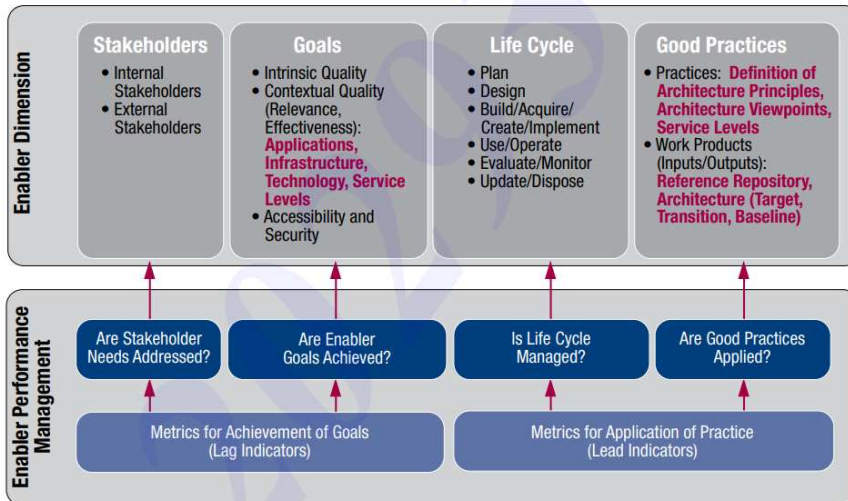 Enabler Dimension
Stakeholders
• Internal
Stakeholders
• External
Stakeholders
Goals
• Intrinsic Quality
• Contextual Quality
(Relevance,
Effectiveness):
Applications,
Infrastructure,
Technology, Service
Levels
• Accessibility and
Security
Life Cycle
• Plan
• Design
• Build/Acquire/
Create/Implement
• Use/Operate
• Evaluate/Monitor
• Update/Dispose
Good Practices
• Practices: Definition of
Architecture Principles,
Architecture Viewpoints,
Service Levels
• Work Products
(Inputs/Outputs):
Reference Repository,
Architecture (Target,
Transition, Baseline)
Enabler Performance
Management
Are Stakeholder
Needs Addressed?
Are Enabler
Goals Achieved?
Is Life Cycle
Managed?
Are Good Practices
Applied?
Metrics for Achievement of Goals
(Lag Indicators)
Metrics for Application of Practice
(Lead Indicators)